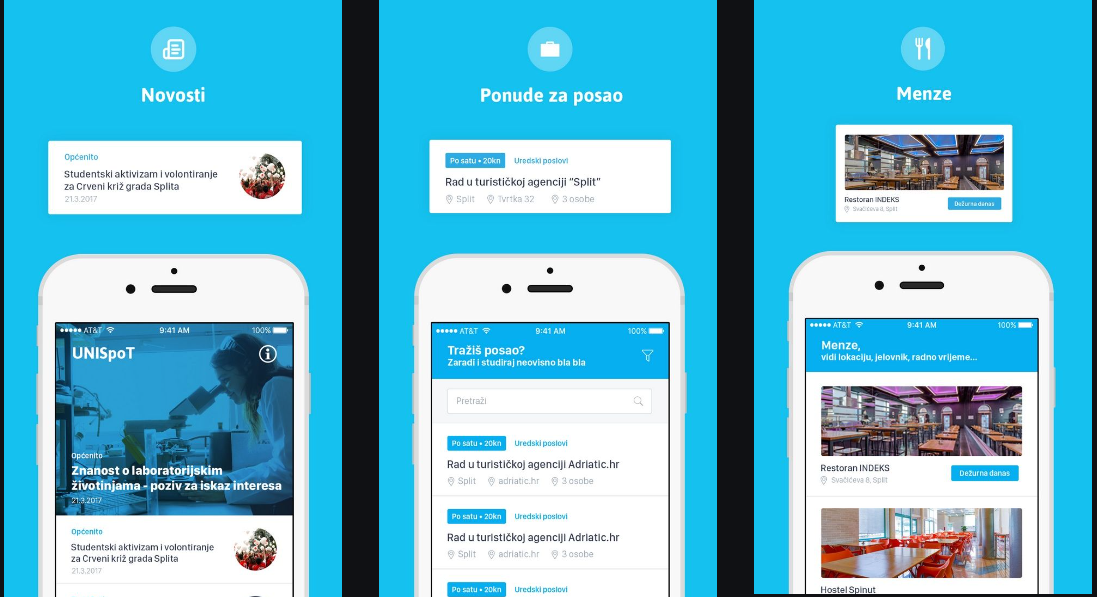 Novosti
Općenito
Studentski aktivizam i volontiranje
za Crveni križ grada Splita
21.3.2017
AT&T
9:41 AM
100%
UNISpoT
Općenito
Znanost o laboratorijskim
životinjama - poziv za iskaz interesa
21.3.2017
Općenito
Studentski aktivizam i volontiranje
za Crveni križ grada Splita
21.3.2017
Ponude za posao
Po satu • 20kn Uredski poslovi
Rad u turističkoj agenciji "Split"
Split 1vrtka 32 3 osobe
AT&T
9:41 AM
100%
Tražiš posao?
Zaradi i studiraj neovisno bla bla
Pretraži
Po satu • 20kn Uredski poslovi
Rad u turističkoj agenciji Adriatic.hr
Split adriatic.hr 3 osobe
Po satu • 20kn Uredski poslovi
Rad u turističkoj agenciji Adriatic.hr
Split adriatic.hr 3 osobe
Po satu • 20kn Uredski poslovi
Menze
Restoran INDEKS
Svačićeva 8, Split
Dežurna danas
AT&T
9:41 AM
100%
Menze,
vidi lokaciju, jelovnik, radno vrijeme...
Restoran INDEKS
Svačićeva 8, Split
Dežurna danas
Hostel Spinut